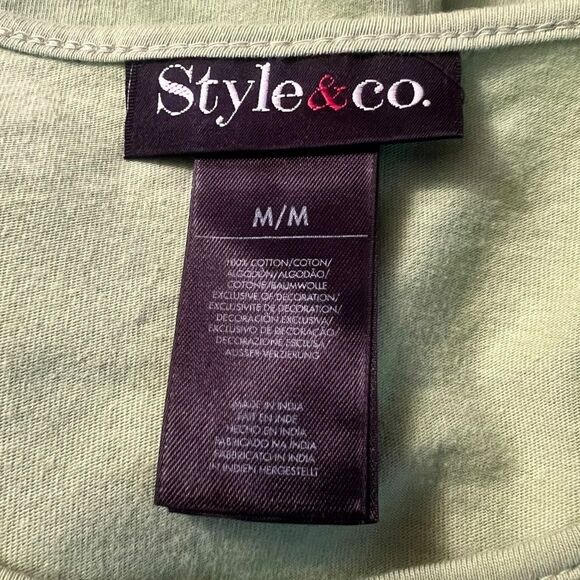 Style&co.
M/M
100% COTTON/COTON/
ALGODÓN/ALGODÃO/
COTONE/BAUMWOLLE
EXCLUSIVE OF DECORATION/
EXCLUSIVITE DE DECORATION/
DECORACIÓN EXCLUSIVA/
EXCLUSIVO DE DECORAÇÃO/
DECORAZIONE ESCLUSA/
AUSSER-VERZIERUNG
MADE IN INDIA
FAIT EN INDE
HECHO EN INDIA
FABRICADO NA ÍNDIA
FABBRICATO IN INDIA
IN INDIEN HERGESTELLT